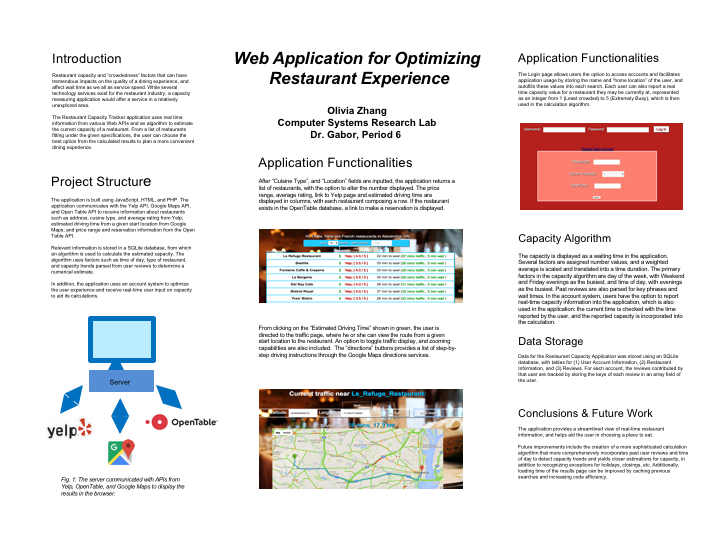 Introduction
Restaurant capacity and "crowdedness" factors that can have
tremendous impacts on the quality of a dining experience, and
affect wait time as we all as service speed. While several
technology services exist for the restaurant industry, a capacity
measuring application would offer a service in a relatively
unexplored area.
The Restaurant Capacity Tracker application uses real time
information from various Web APIs and an algorithm to estimate
the current capacity of a restaurant. From a list of restaurants
fitting under the given specifications, the user can choose the
best option from the calculated results to plan a more convenient
dining experience.
Project Structure
The application is built using JavaScript, HTML, and PHP. The
application communicates with the Yelp API, Google Maps API,
and Open Table API to receive information about restaurants
such as address, cuisine type, and average rating from Yelp;
estimated driving time from a given start location from Google
Maps; and price range and reservation information from the Open
Table API.
Relevant information is stored in a SQLite database, from which
an algorithm is used to calculate the estimated capacity. The
algorithm uses factors such as time of day, type of restaurant,
and capacity trends parsed from user reviews to determine a
numerical estimate.
In addition, the application uses an account system to optimize
user experience and receive real-time user input on capacity
to aid its calculations.
Server
yelp
OpenTable
Fig. 1: The server communicated with APIs from
Yelp, OpenTable, and Google Maps to display the
results in the browser.
Web Application for Optimizing
Restaurant Experience
Olivia Zhang
Computer Systems Research Lab
Dr. Gabor, Period 6
Application Functionalities
After "Cuisine Type", and "Location" fields are inputted, the application returns a
list of restaurants, with the option to alter the number displayed. The price
range, average rating, link to Yelp page and estimated driving time are
displayed in columns, with each restaurant composing a row. If the restaurant
exists in the OpenTable database, a link to make a reservation is displayed.
La Refuge Restaurant
Bastille
Fontaine Caffe & Creperie
La Bergerie
Del Ray Cafe
Bistrot Royal
Yves' Bistro
From clicking on the "Estimated Driving Time" shown in green, the user is
directed to the traffic page, where he or she can view the route from a given
start location to the restaurant. An option to toggle traffic display, and zooming
capabilities are also included. The "directions" button provides a list of step-by-
step driving instructions through the Google Maps directions services.
Current traffic near Le_Refuge_Restaurant:
Application Functionalities
The Login page allows users the option to access accounts and facilitates
application usage by storing the name and "home location" of the user, and
autofills these values into each search. Each user can also report a real
time capacity value for a restaurant they may be currently at, represented
as an integer from 1 (Least crowded) to 5 (Extremely Busy), which is then
used in the calculation algorithm.
Username:
Password:
Log In
Capacity Algorithm
The capacity is displayed as a waiting time in the application.
Several factors are assigned number values, and a weighted
average is scaled and translated into a time duration. The primary
factors in the capacity algorithm are day of the week, with Weekend
and Friday evenings as the busiest, and time of day, with evenings
as the busiest. Past reviews are also parsed for key phrases and
wait times. In the account system, users have the option to report
real-time capacity information into the application, which is also
used in the application: the current time is checked with the time
reported by the user, and the reported capacity is incorporated into
the calculation.
Data Storage
Data for the Restaurant Capacity Application was stored using an SQLite
database, with tables for (1) User Account Information, (2) Restaurant
Information, and (3) Reviews. For each account, the reviews contributed by
that user are tracked by storing the keys of each review in an array field of
the user.
Conclusions & Future Work
The application provides a streamlined view of real-time restaurant
information, and helps aid the user in choosing a place to eat.
Future improvements include the creation of a more sophisticated calculation
algorithm that more comprehensively incorporates past user reviews and time
of day to detect capacity trends and yields closer estimations for capacity, in
addition to recognizing exceptions for holidays, closings, etc. Additionally,
loading time of the results page can be improved by caching previous
searches and increasing code efficiency.